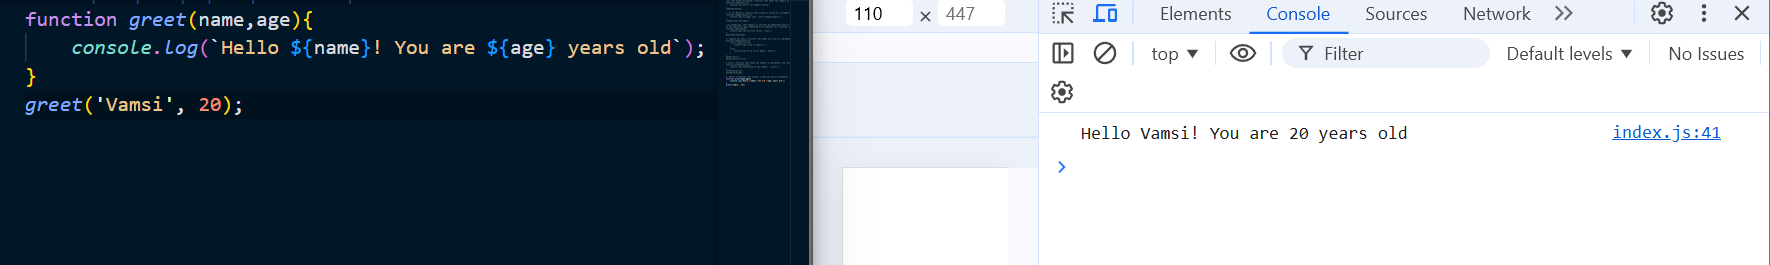 function greet(name,age){
console.log(`Hello ${name}! You are ${age} years old`);
}
greet('Vamsi', 20);
110 × 447
Elements Console Sources Network
top Filter Default levels No Issues
Hello Vamsi! You are 20 years old index.js:41